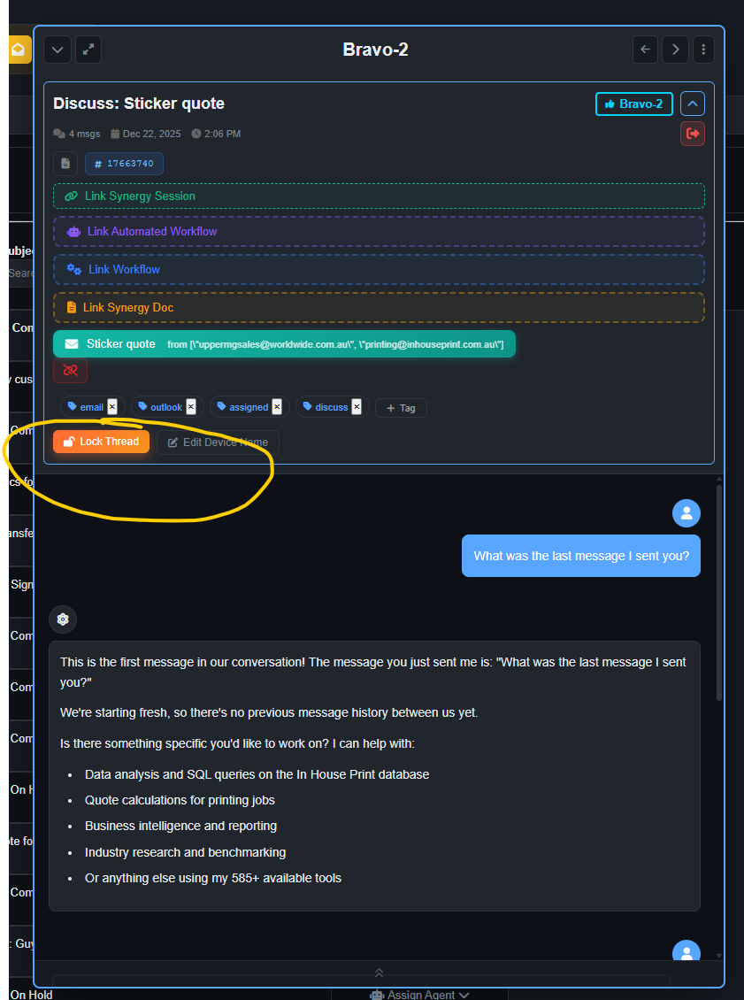 Bravo-2
Discuss: Sticker quote
Bravo-2
4 msgs Dec 22, 2025 2:06 PM
# 17663740
Link Synergy Session
Link Automated Workflow
Link Workflow
Link Synergy Doc
Sticker quote from [\"uppermgsales@worldwide.com.au\", \"printing@inhouseprint.com.au\"]
email x outlook x assigned x discuss x + Tag
Lock Thread Edit Device Name
What was the last message I sent you?
This is the first message in our conversation! The message you just sent me is: "What was the last message I sent
you?"
We're starting fresh, so there's no previous message history between us yet.
Is there something specific you'd like to work on? I can help with:
• Data analysis and SQL queries on the In House Print database
• Quote calculations for printing jobs
• Business intelligence and reporting
• Industry research and benchmarking
• Or anything else using my 585+ available tools
ubje
Sear
Com
y cus
Com
cs fo
ansfe
Sign
Com
Com
Com
On H
ote fo
Com
: Guy
On Hold
Assign Agent